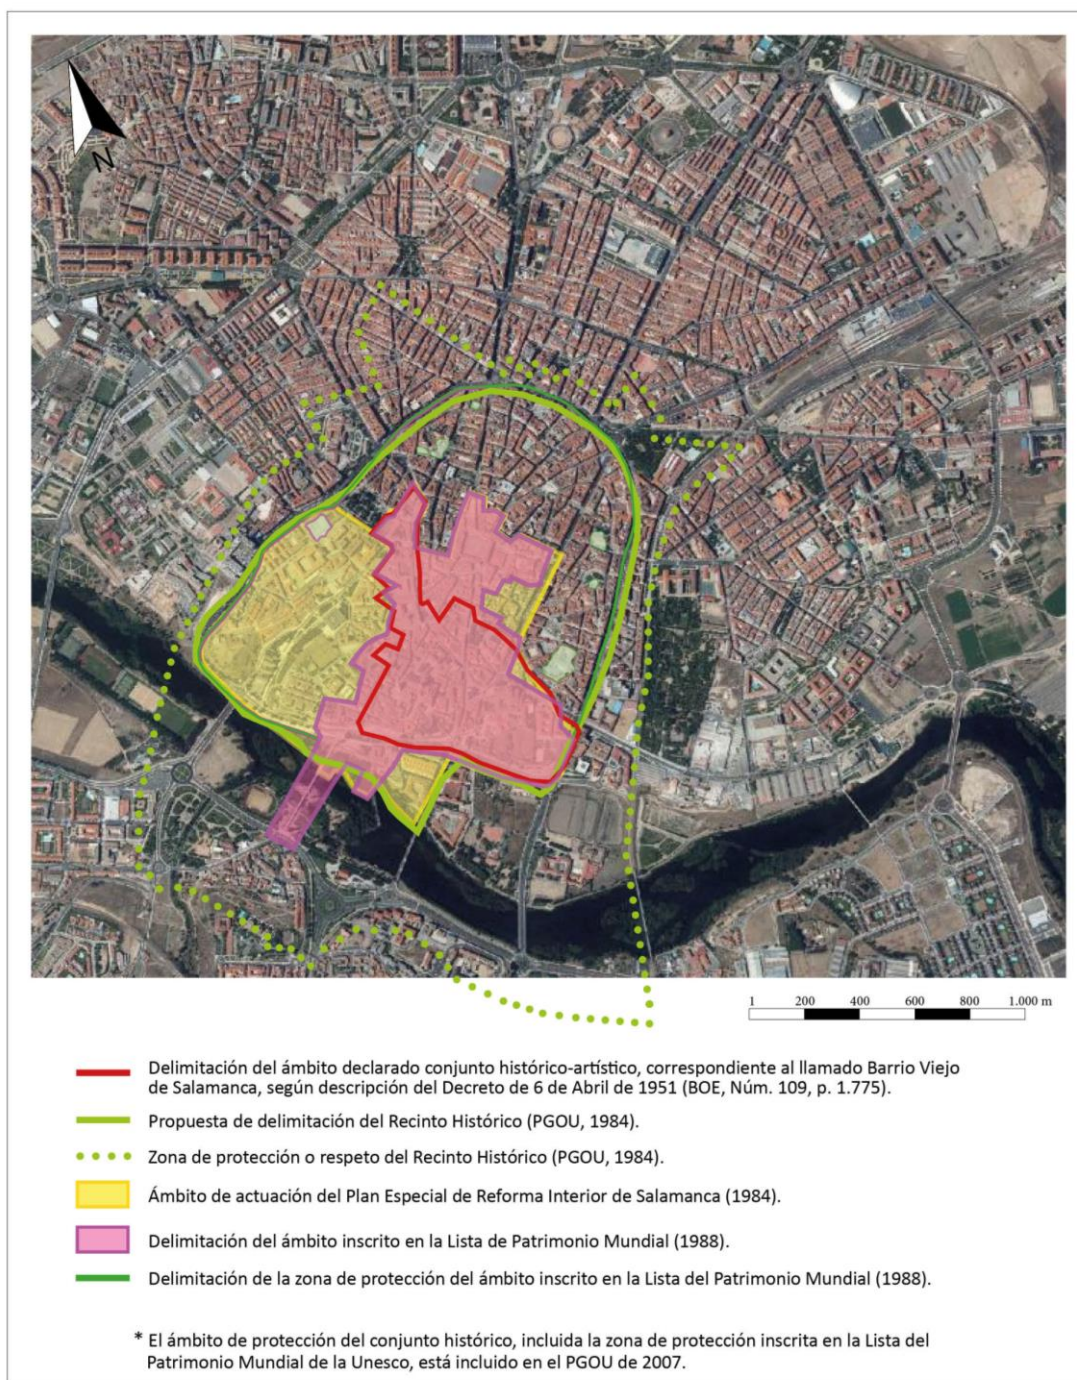 N
1 200 400 600 800 1.000 m
Delimitación del ámbito declarado conjunto histórico-artístico, correspondiente al llamado Barrio Viejo
de Salamanca, según descripción del Decreto de 6 de Abril de 1951 (BOE, Núm. 109, p. 1.775).
Propuesta de delimitación del Recinto Histórico (PGOU, 1984).
Zona de protección o respeto del Recinto Histórico (PGOU, 1984).
Ámbito de actuación del Plan Especial de Reforma Interior de Salamanca (1984).
Delimitación del ámbito inscrito en la Lista de Patrimonio Mundial (1988).
Delimitación de la zona de protección del ámbito inscrito en la Lista del Patrimonio Mundial (1988).
* El ámbito de protección del conjunto histórico, incluida la zona de protección inscrita en la Lista del
Patrimonio Mundial de la Unesco, está incluido en el PGOU de 2007.